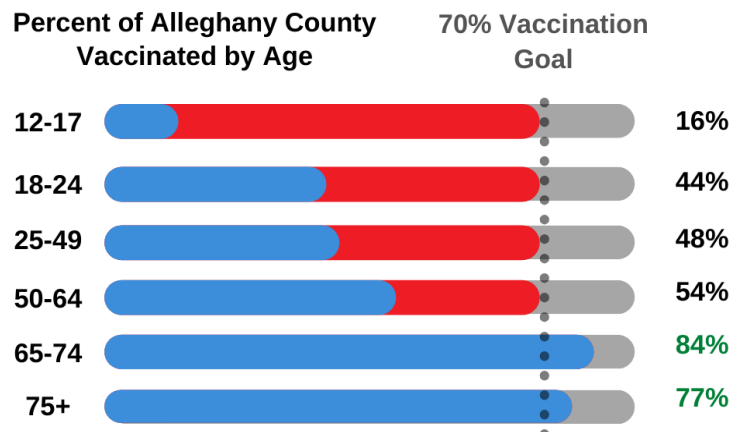 Percent of Alleghany County
Vaccinated by Age
70% Vaccination
Goal
12-17 16%
18-24 44%
25-49 48%
50-64 54%
65-74 84%
75+ 77%